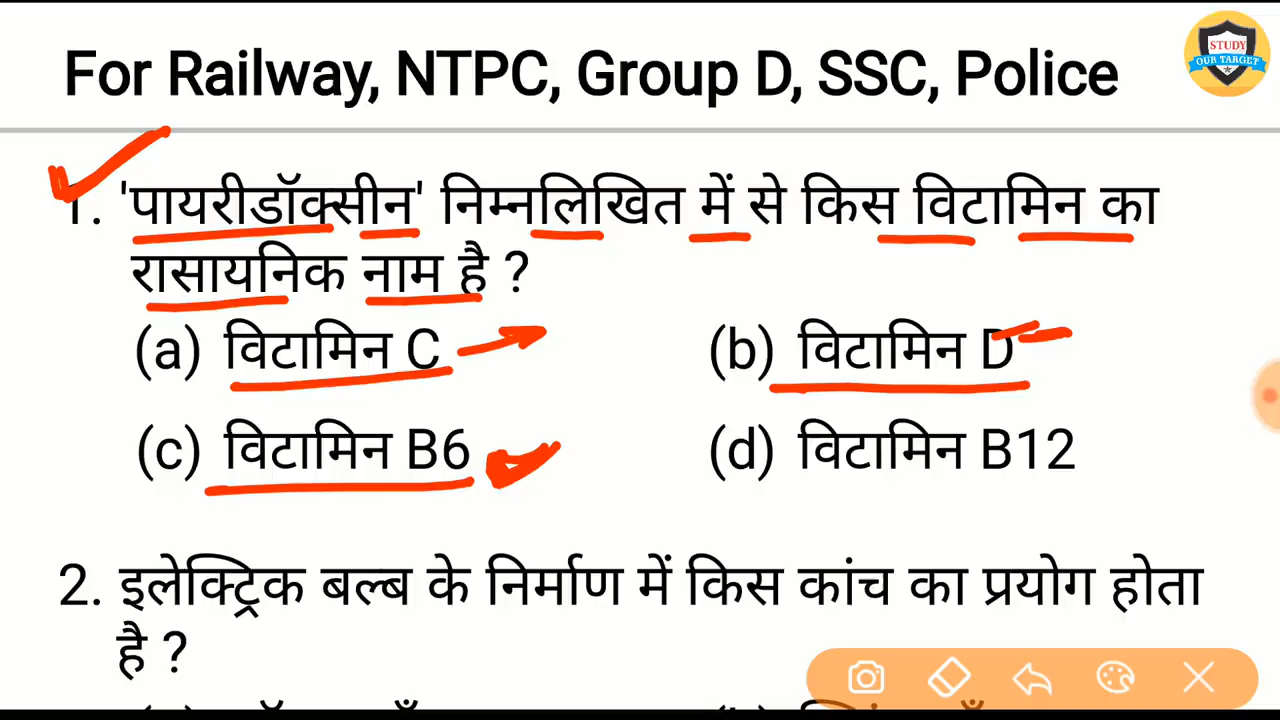 For Railway, NTPC, Group D, SSC, Police
STUDY
OUR TARGET
1. 'पायरीडॉक्सीन' निम्नलिखित में से किस विटामिन का
रासायनिक नाम है ?
(a) विटामिन C (b) विटामिन D
(c) विटामिन B6 (d) विटामिन B12
2. इलेक्ट्रिक बल्ब के निर्माण में किस कांच का प्रयोग होता
है ?